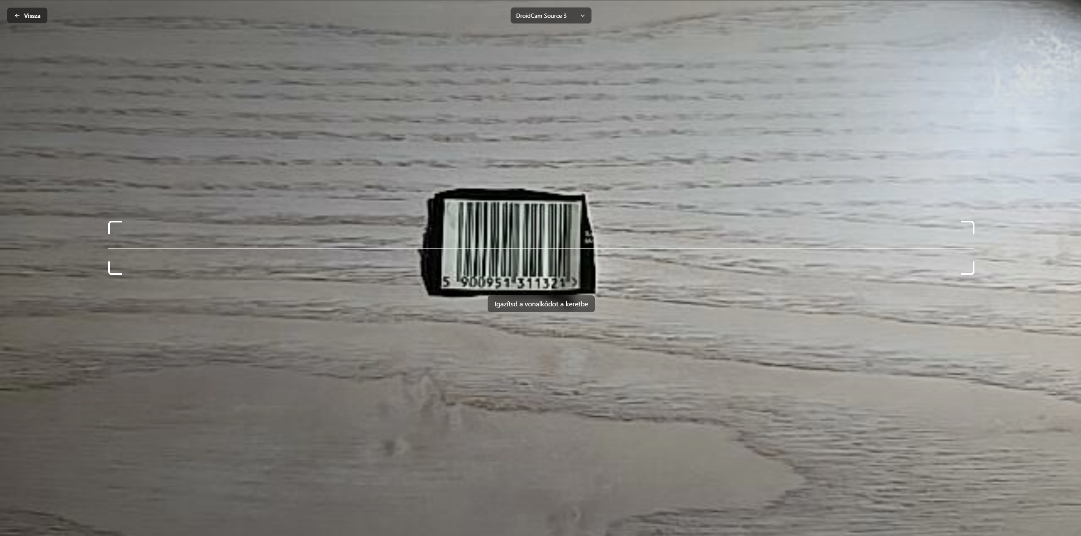 Vissza
DroidCam Source 3
5 900951 311321 >
Igazítsd a vonalkódot a keretbe